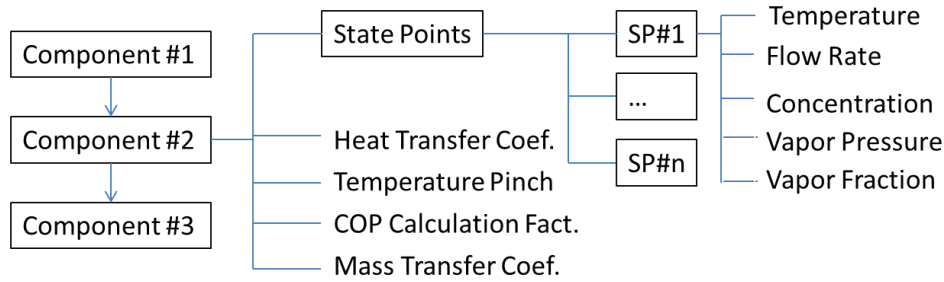 Component #1
Component #2
Component #3
State Points
Heat Transfer Coef.
Temperature Pinch
COP Calculation Fact.
Mass Transfer Coef.
SP#1
...
SP#n
Temperature
Flow Rate
Concentration
Vapor Pressure
Vapor Fraction